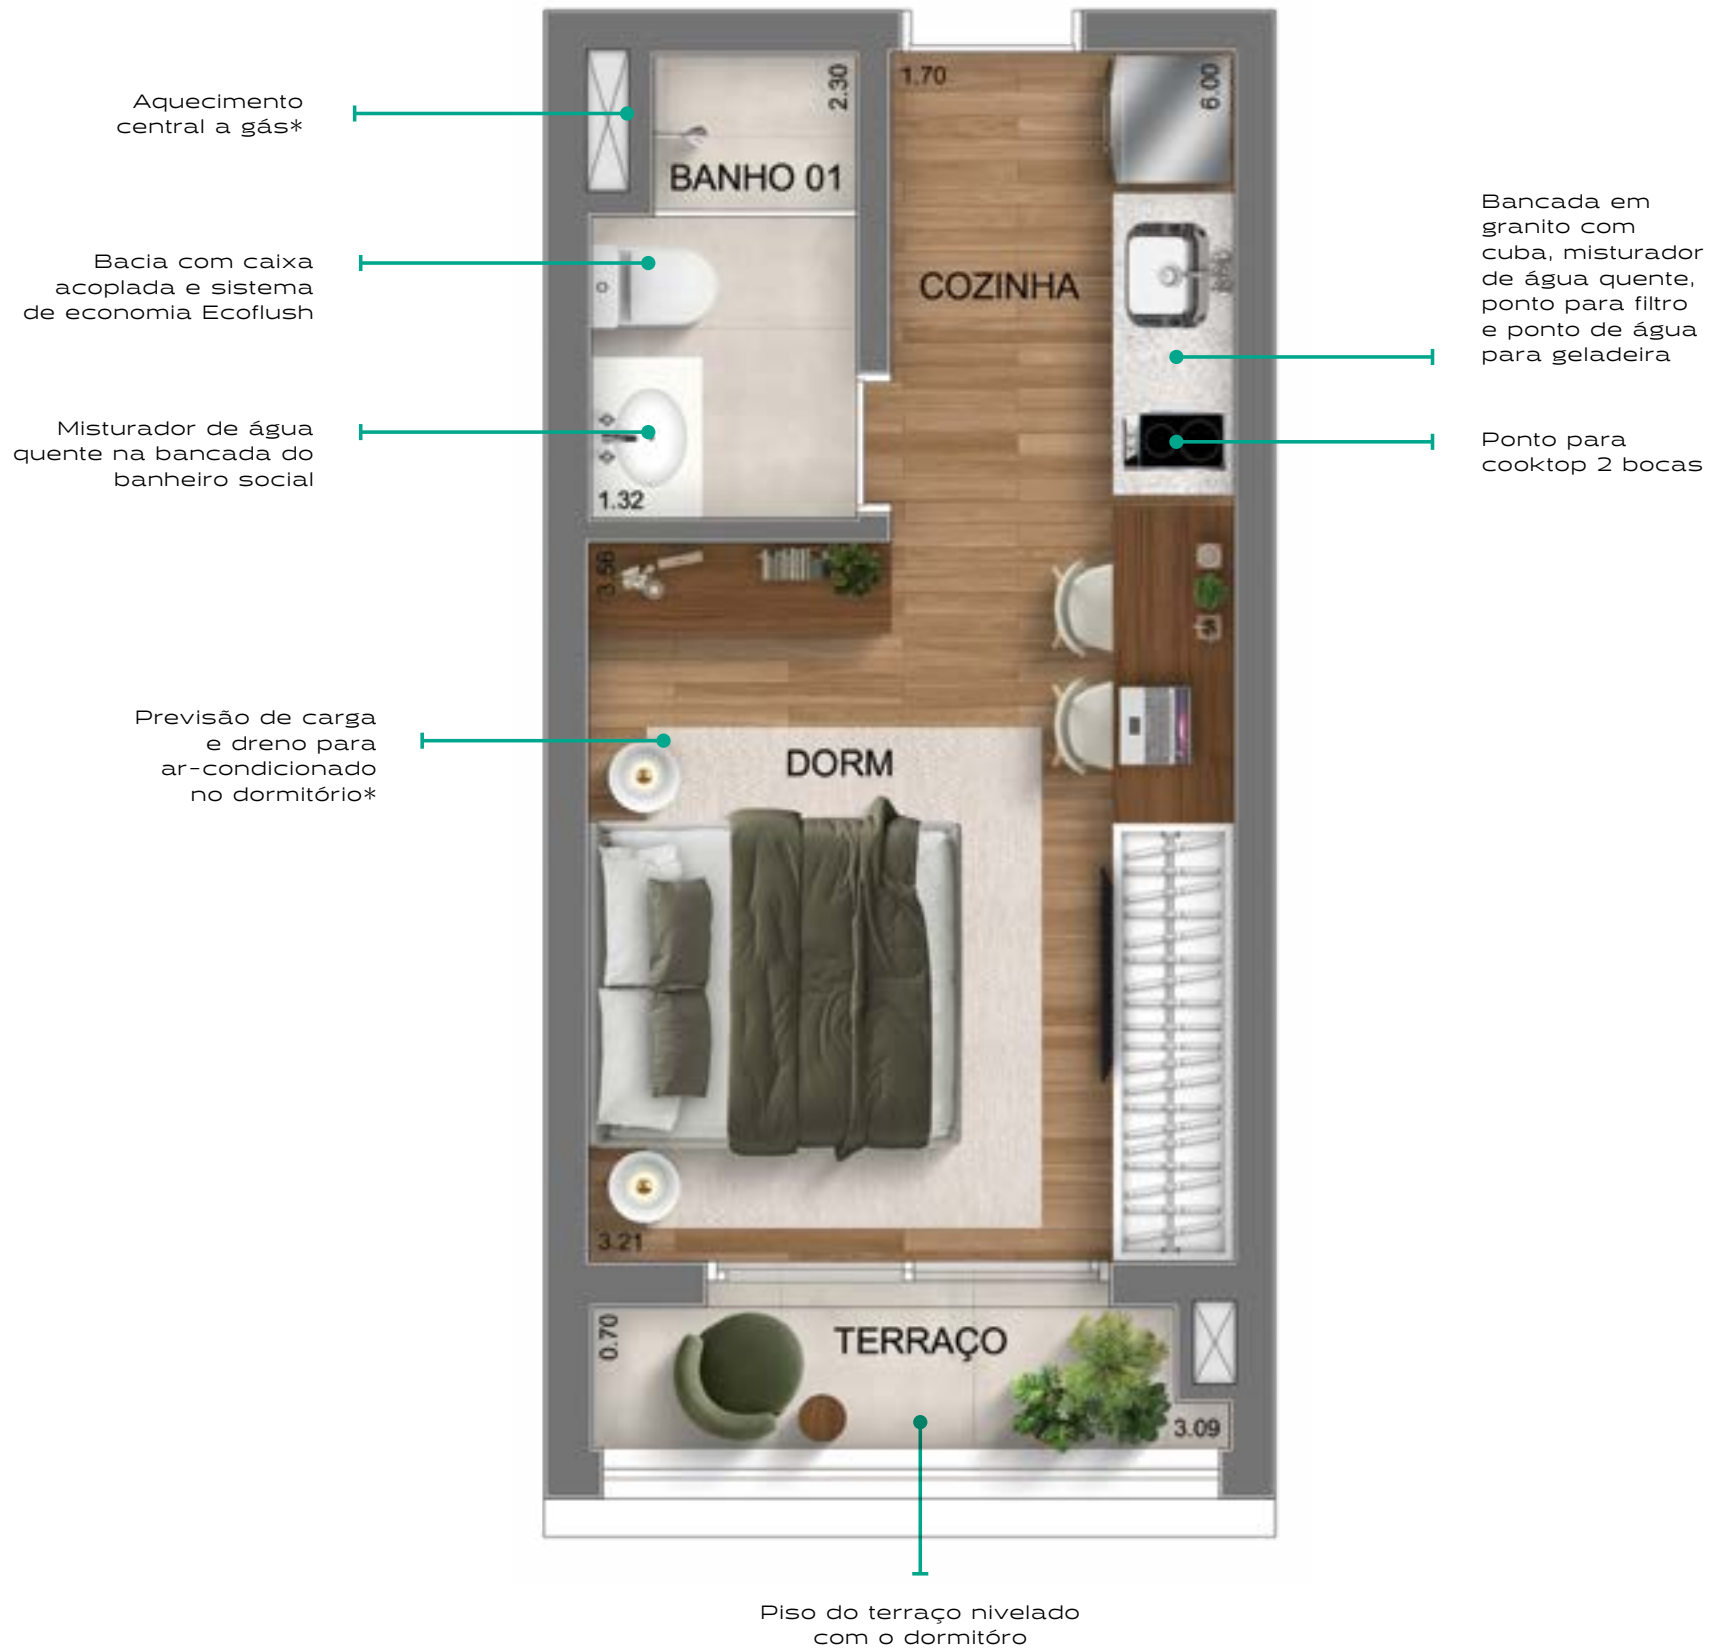 Aquecimento
central a gás*
Bacia com caixa
acoplada e sistema
de economia Ecoflush
Misturador de água
quente na bancada do
banheiro social
Previsão de carga
e dreno para
ar-condicionado
no dormitório*
2.30
BANHO 01
1.32
1.70
6.00
COZINHA
3.56
DORM
3.21
0.70
TERRAÇO
3.09
Bancada em
granito com
cuba, misturador
de água quente,
ponto para filtro
e ponto de água
para geladeira
Ponto para
cooktop 2 bocas
Piso do terraço nivelado
com o dormitóro